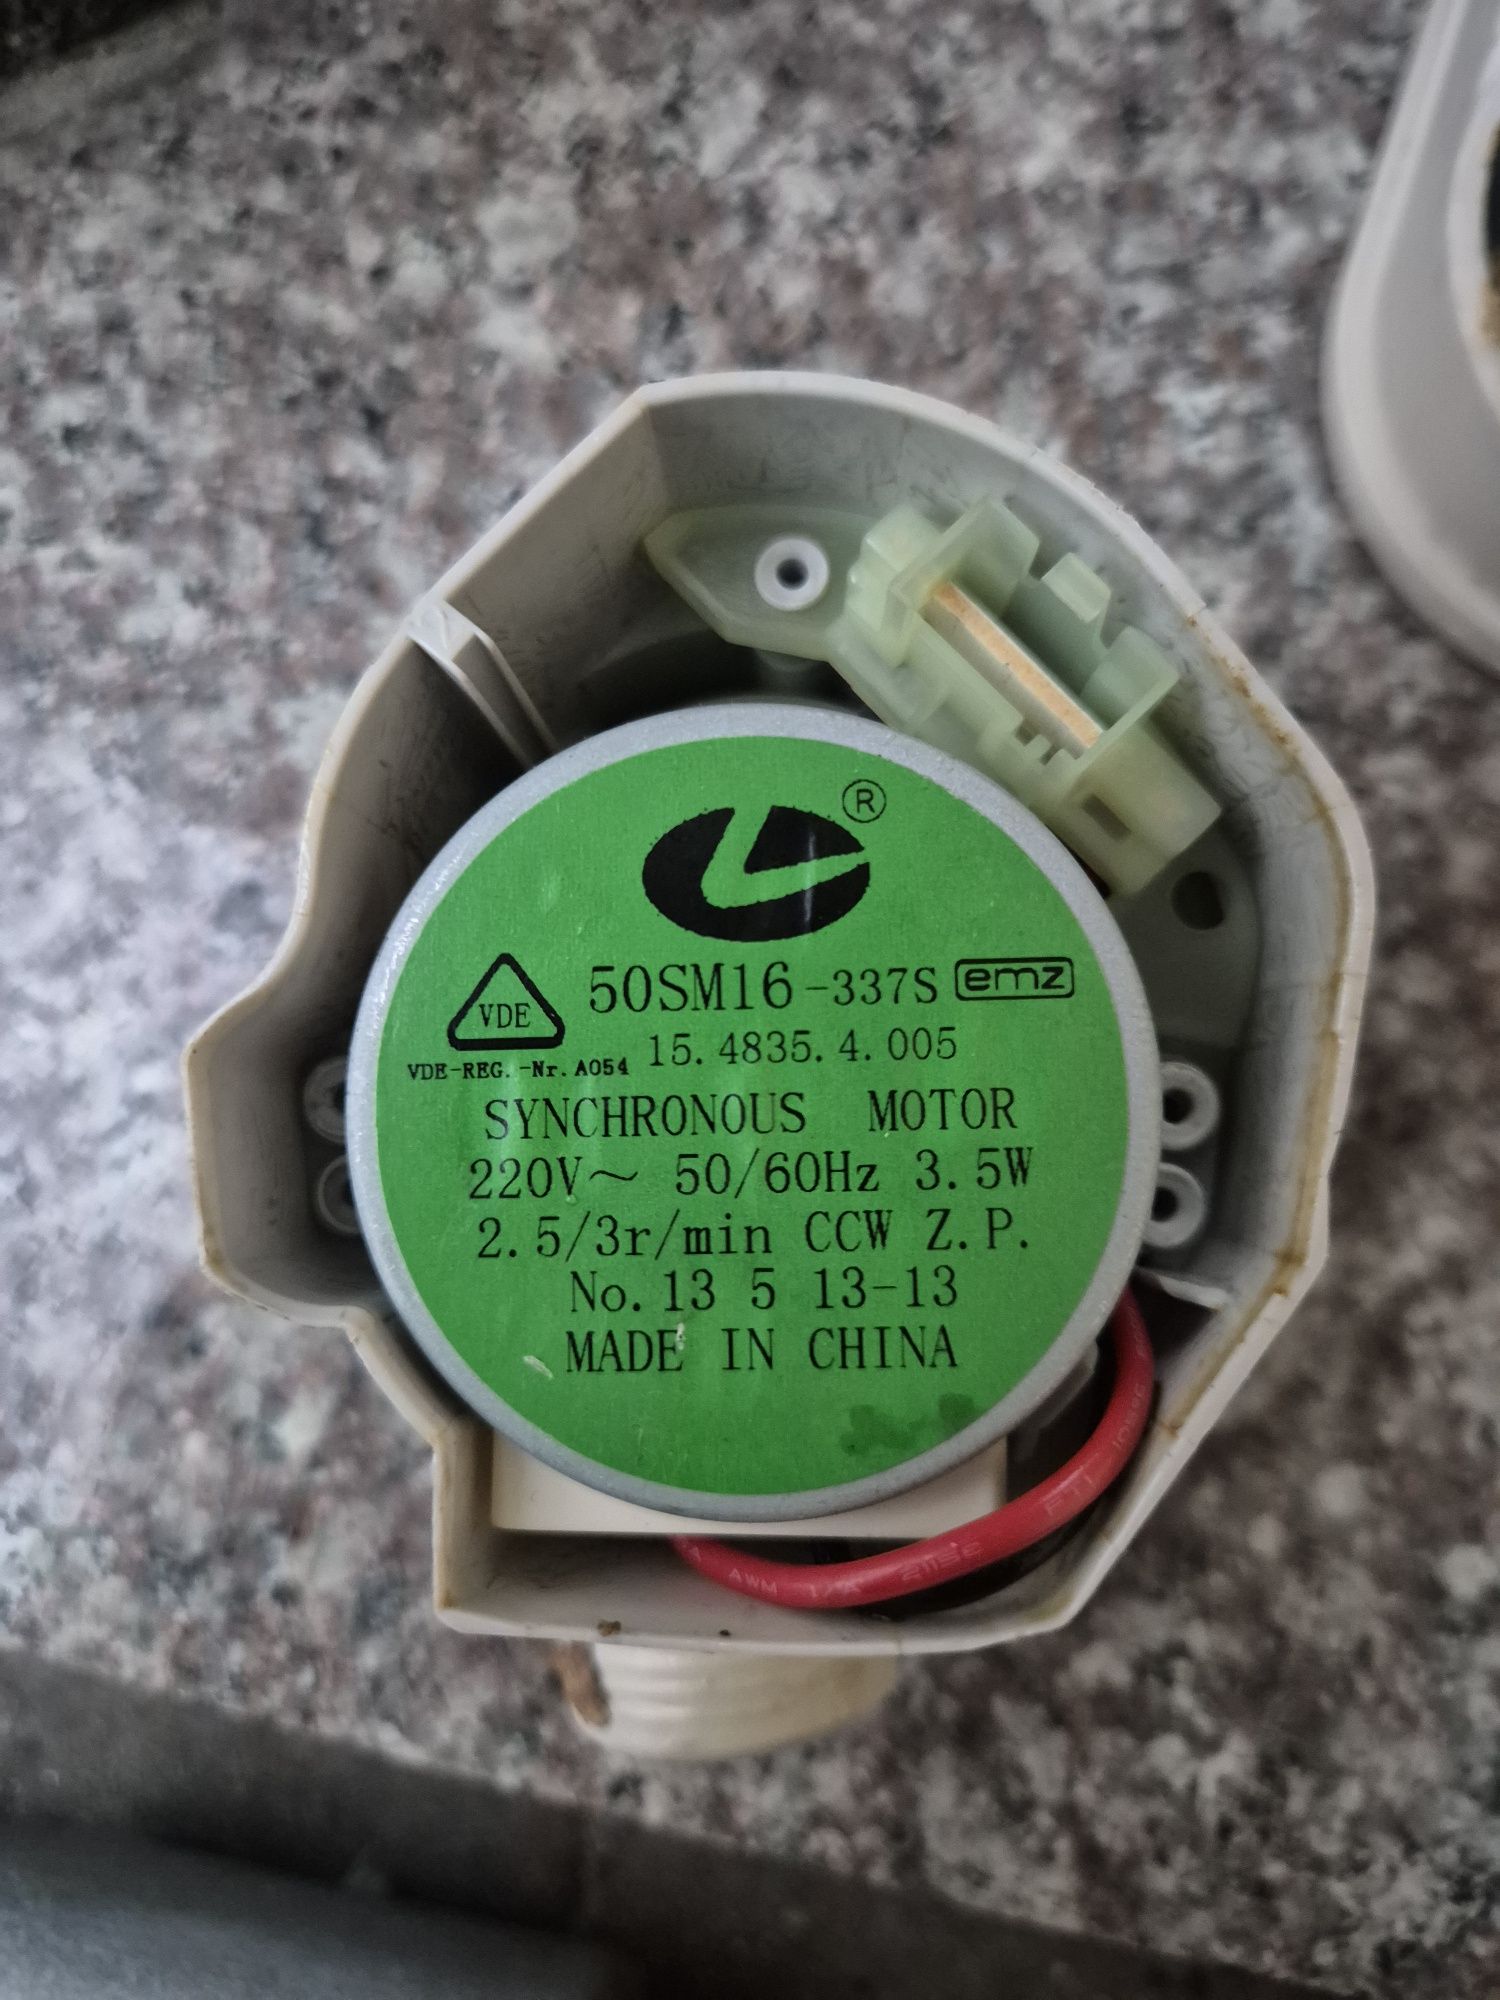 ®
50SM16-337S emz
VDE
15.4835.4.005
VDE-REG.-Nr.A054
SYNCHRONOUS MOTOR
220V～ 50/60Hz 3.5W
2.5/3r/min CCW Z.P.
No.13 5 13-13
MADE IN CHINA
AWM